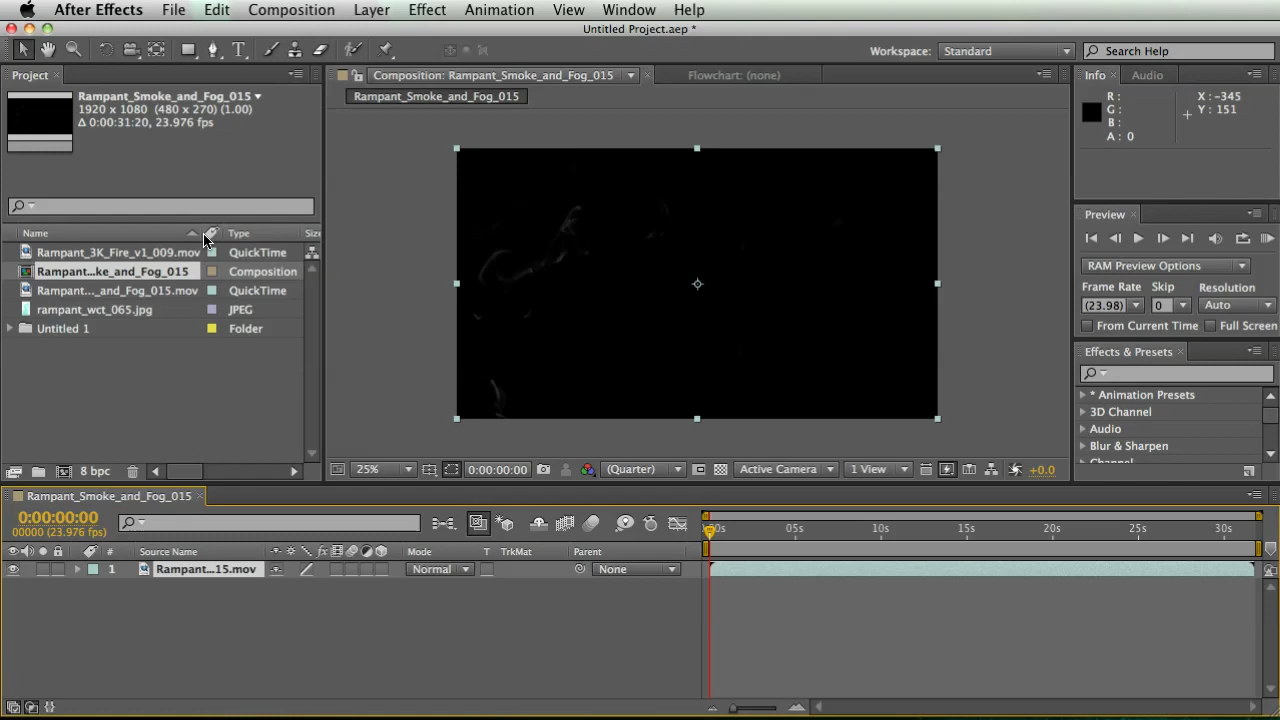 After Effects File Edit Composition Layer Effect Animation View Window Help
Untitled Project.aep *
Workspace: Standard Search Help
Project
Composition: Rampant_Smoke_and_Fog_015
Flowchart: (none)
Info
Audio
Rampant_Smoke_and_Fog_015
1920 x 1080 (480 x 270) (1.00)
Δ 0:00:31:20, 23.976 fps
Rampant_Smoke_and_Fog_015
R :
G :
B :
A : 0
X : -345
Y : 151
Preview
Name Type Size
Rampant_3K_Fire_v1_009.mov QuickTime
Rampant...ke_and_Fog_015 Composition
Rampant..._and_Fog_015.mov QuickTime
rampant_wct_065.jpg JPEG
Untitled 1 Folder
RAM Preview Options
Frame Rate Skip Resolution
(23.98) 0 Auto
From Current Time Full Screen
Effects & Presets
* Animation Presets
3D Channel
Audio
Blur & Sharpen
Channel
8 bpc
25% 0:00:00:00 (Quarter) Active Camera 1 View +0.0
Rampant_Smoke_and_Fog_015
0:00:00:00
00000 (23.976 fps)
00s 05s 10s 15s 20s 25s 30s
# Source Name fx Mode T TrkMat Parent
1 Rampant...15.mov Normal None